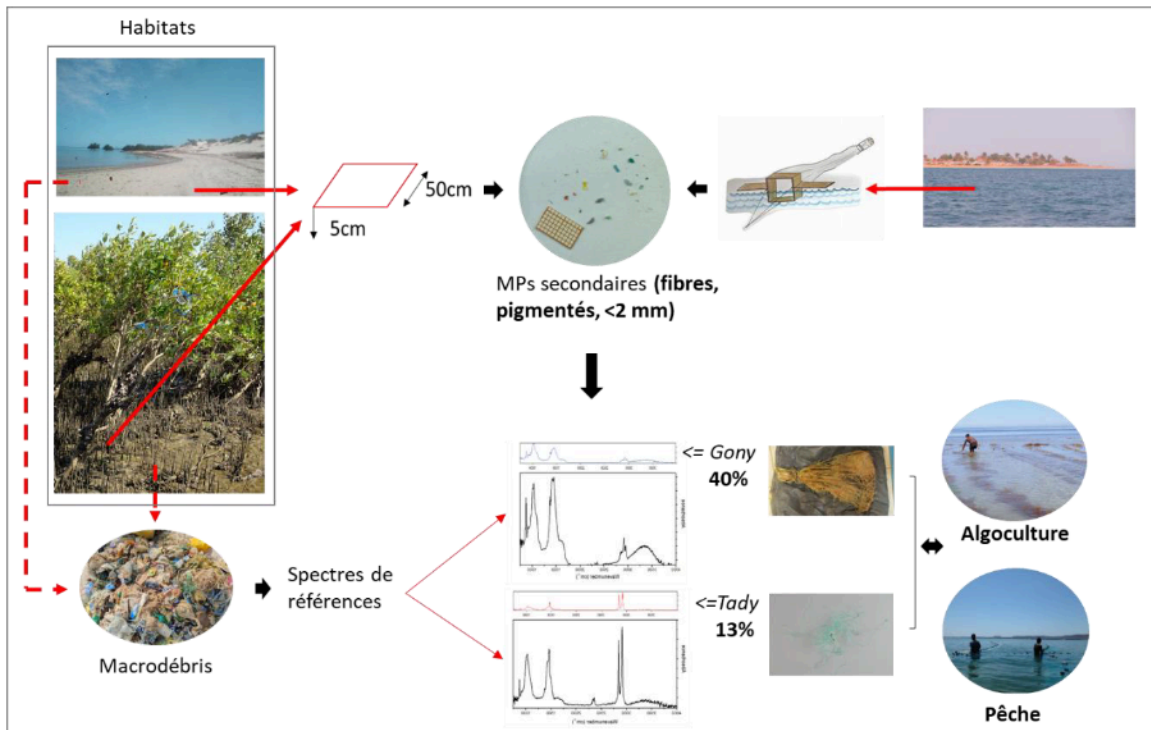 Habitats
50cm
5cm
MPs secondaires (fibres,
pigmentés, <2 mm)
<= Gony
40%
Algoculture
Spectres de
références
<=Tady
13%
Macrodébris
Pêche